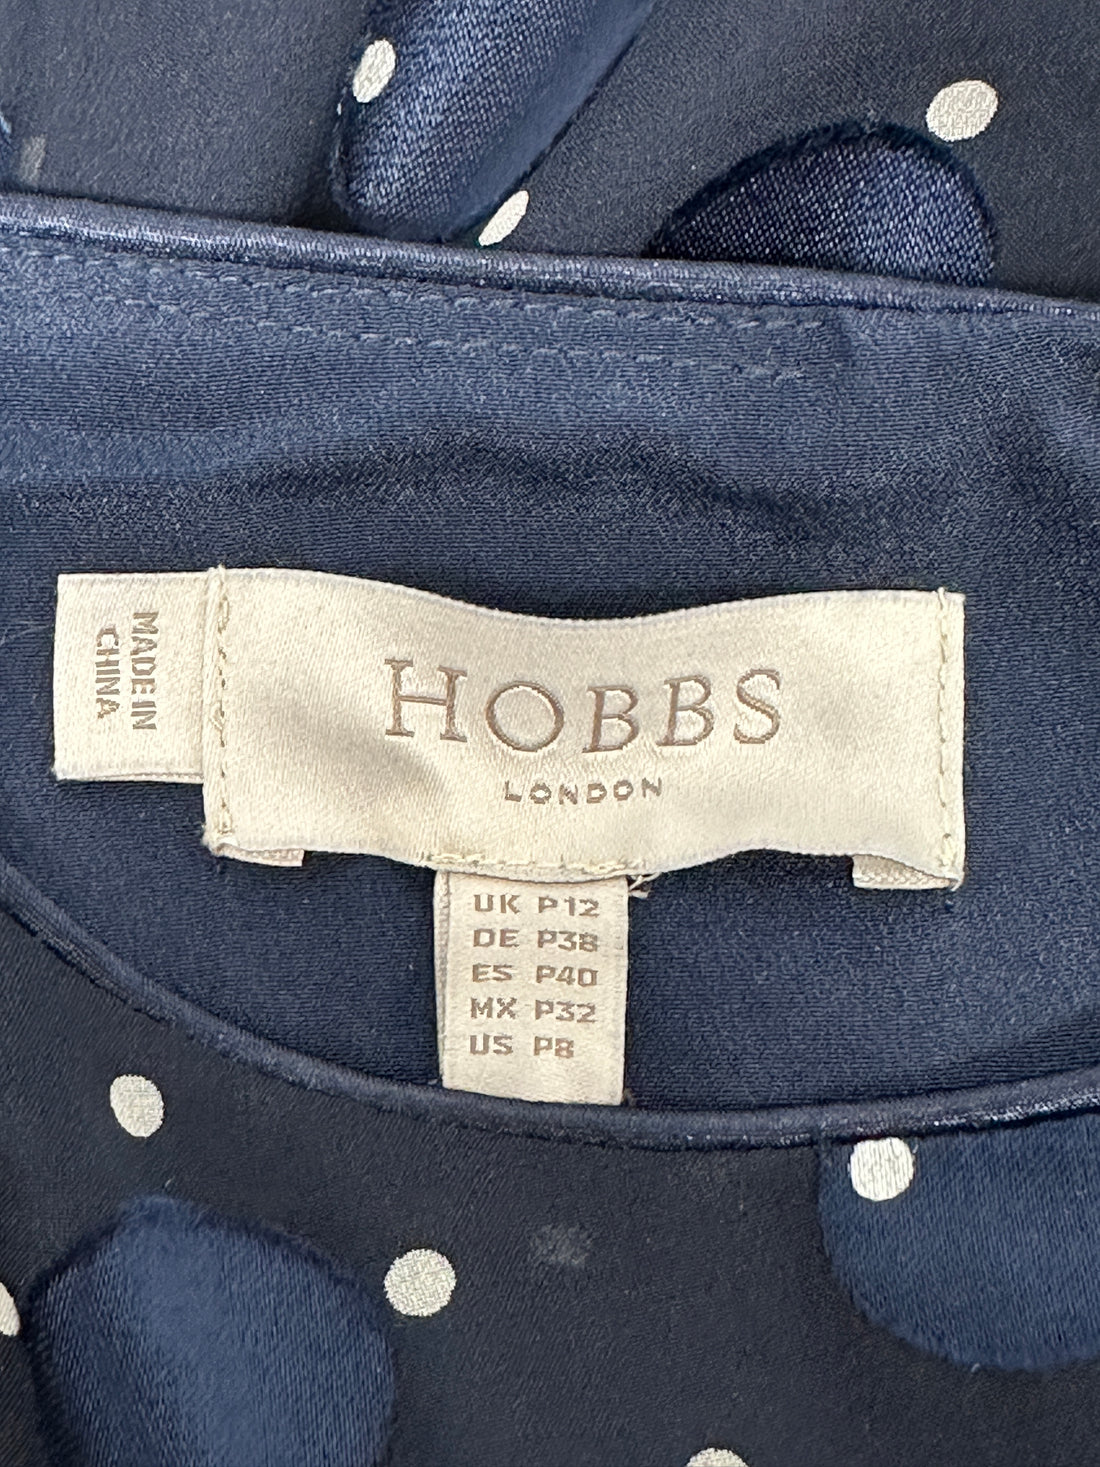 MADE IN
CHINA
HOBBS
LONDON
UK P12
DE P38
ES P40
MX P32
US P8